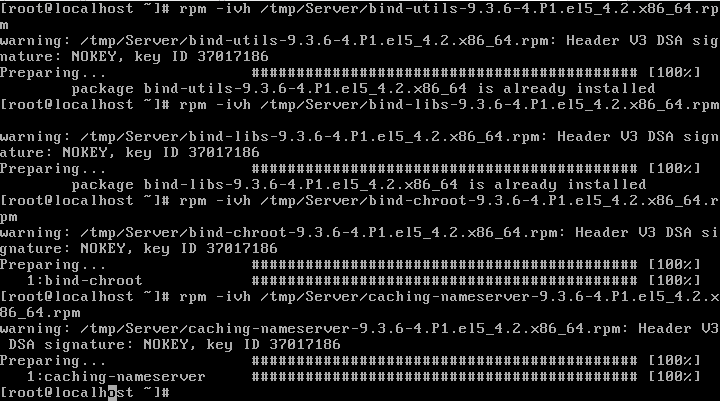 [root@localhost ~]# rpm -ivh /tmp/Server/bind-utils-9.3.6-4.P1.el5_4.2.x86_64.rp
m
warning: /tmp/Server/bind-utils-9.3.6-4.P1.el5_4.2.x86_64.rpm: Header V3 DSA sig
nature: NOKEY, key ID 37017186
Preparing...                ########################################### [100%]
        package bind-utils-9.3.6-4.P1.el5_4.2.x86_64 is already installed
[root@localhost ~]# rpm -ivh /tmp/Server/bind-libs-9.3.6-4.P1.el5_4.2.x86_64.rpm
warning: /tmp/Server/bind-libs-9.3.6-4.P1.el5_4.2.x86_64.rpm: Header V3 DSA sign
ature: NOKEY, key ID 37017186
Preparing...                ########################################### [100%]
        package bind-libs-9.3.6-4.P1.el5_4.2.x86_64 is already installed
[root@localhost ~]# rpm -ivh /tmp/Server/bind-chroot-9.3.6-4.P1.el5_4.2.x86_64.r
pm
warning: /tmp/Server/bind-chroot-9.3.6-4.P1.el5_4.2.x86_64.rpm: Header V3 DSA si
gnature: NOKEY, key ID 37017186
Preparing...                ########################################### [100%]
   1:bind-chroot            ########################################### [100%]
[root@localhost ~]# rpm -ivh /tmp/Server/caching-nameserver-9.3.6-4.P1.el5_4.2.x
86_64.rpm
warning: /tmp/Server/caching-nameserver-9.3.6-4.P1.el5_4.2.x86_64.rpm: Header V3
 DSA signature: NOKEY, key ID 37017186
Preparing...                ########################################### [100%]
   1:caching-nameserver     ########################################### [100%]
[root@localhost ~]#